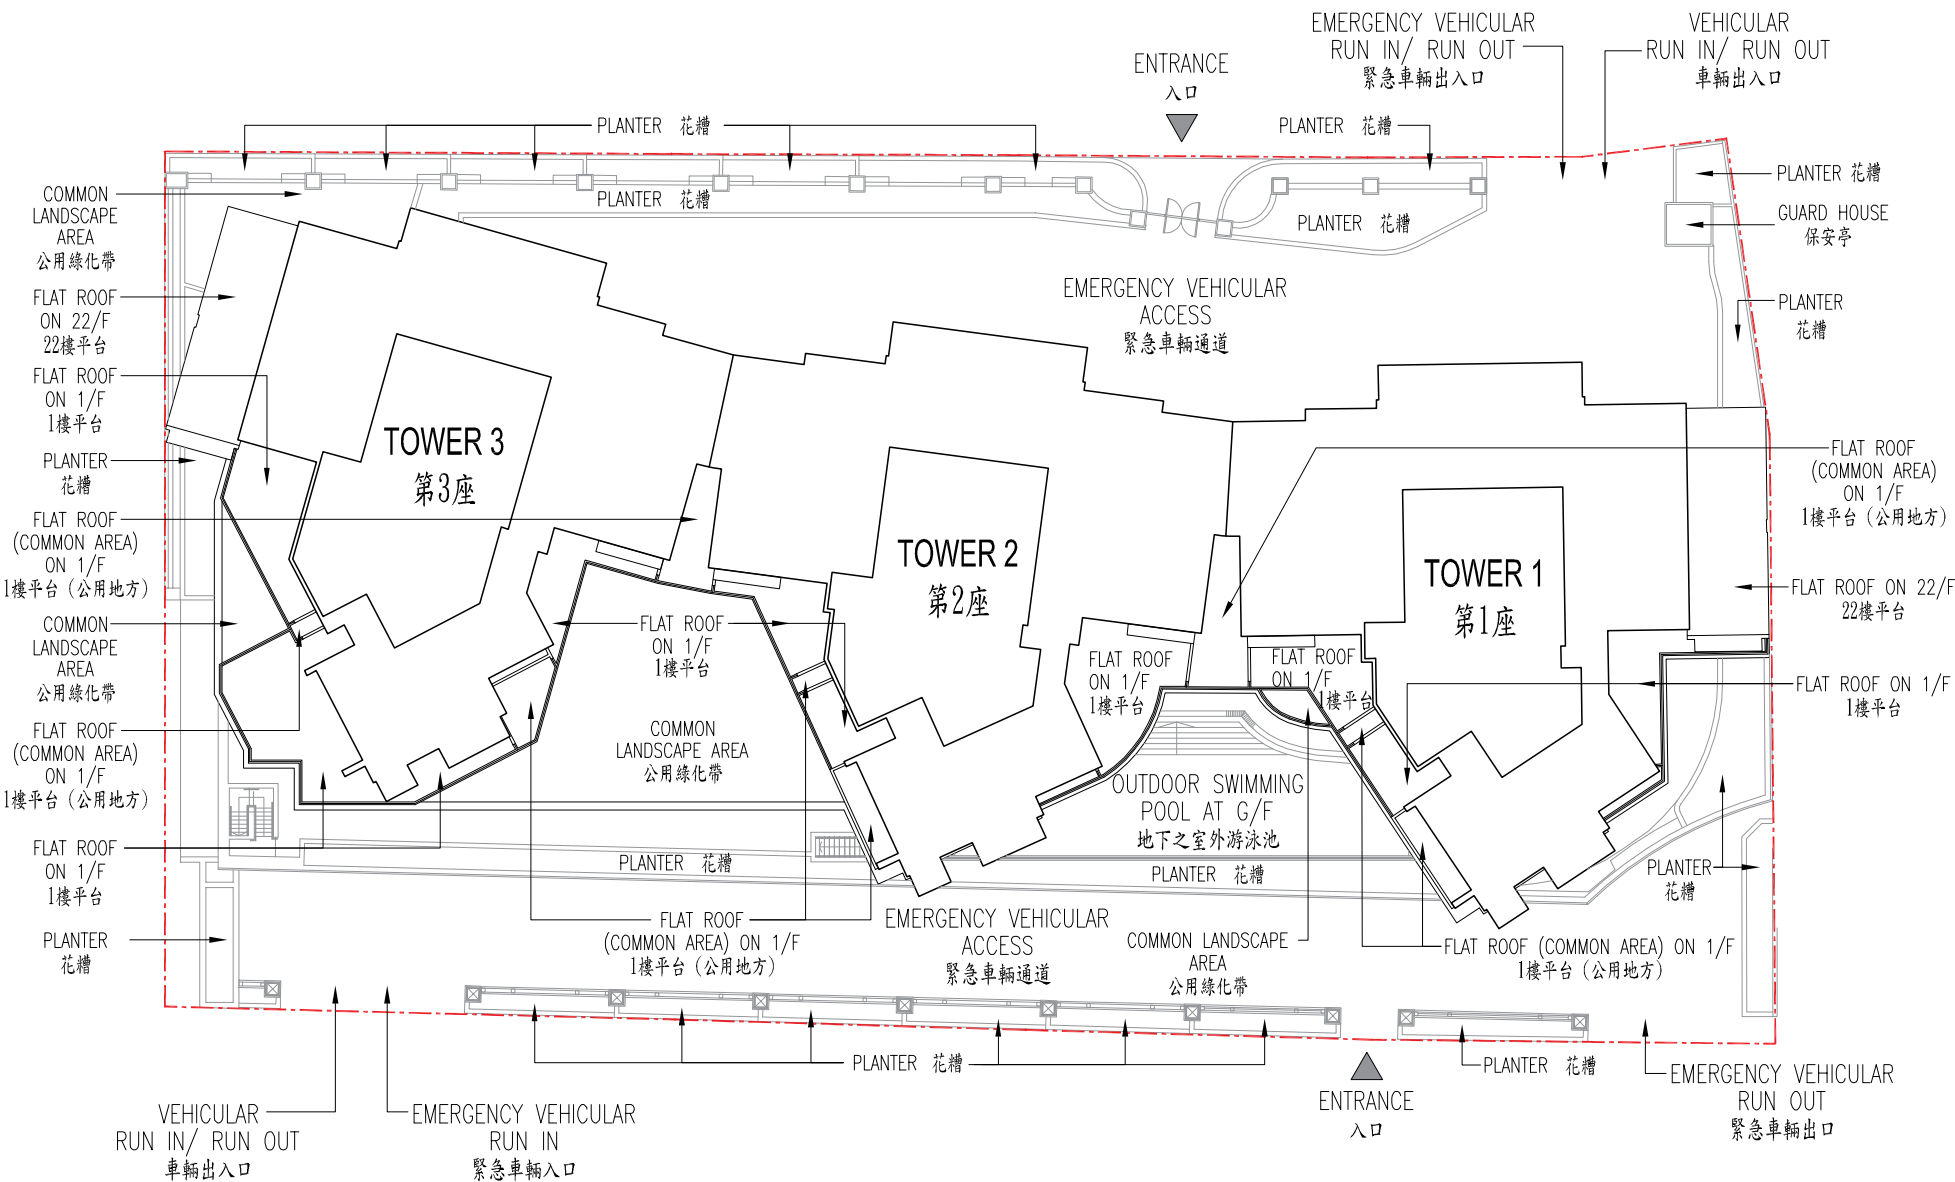 EMERGENCY VEHICULAR
RUN IN/ RUN OUT
緊急車輛出入口
VEHICULAR
RUN IN/ RUN OUT
車輛出入口
ENTRANCE
入口
PLANTER 花糟
PLANTER 花糟
PLANTER 花糟
COMMON
LANDSCAPE
AREA
公用綠化帶
PLANTER 花糟
PLANTER 花糟
GUARD HOUSE
保安亭
FLAT ROOF
ON 22/F
22樓平台
EMERGENCY VEHICULAR
ACCESS
緊急車輛通道
PLANTER
花糟
FLAT ROOF
ON 1/F
1樓平台
TOWER 3
第3座
PLANTER
花糟
FLAT ROOF
(COMMON AREA)
ON 1/F
1樓平台 (公用地方)
FLAT ROOF
(COMMON AREA)
ON 1/F
1樓平台 (公用地方)
TOWER 2
第2座
TOWER 1
第1座
FLAT ROOF ON 22/F
22樓平台
COMMON
LANDSCAPE
AREA
公用綠化帶
FLAT ROOF
ON 1/F
1樓平台
FLAT ROOF
ON 1/F
1樓平台
FLAT ROOF
ON 1/F
1樓平台
FLAT ROOF ON 1/F
1樓平台
FLAT ROOF
(COMMON AREA)
ON 1/F
1樓平台 (公用地方)
COMMON
LANDSCAPE AREA
公用綠化帶
OUTDOOR SWIMMING
POOL AT G/F
地下之室外游泳池
FLAT ROOF
ON 1/F
1樓平台
PLANTER 花糟
PLANTER 花糟
PLANTER
花糟
PLANTER
花糟
FLAT ROOF
(COMMON AREA) ON 1/F
1樓平台 (公用地方)
EMERGENCY VEHICULAR
ACCESS
緊急車輛通道
COMMON LANDSCAPE
AREA
公用綠化帶
FLAT ROOF (COMMON AREA) ON 1/F
1樓平台 (公用地方)
PLANTER 花糟
PLANTER 花糟
ENTRANCE
入口
VEHICULAR
RUN IN/ RUN OUT
車輛出入口
EMERGENCY VEHICULAR
RUN IN
緊急車輛入口
EMERGENCY VEHICULAR
RUN OUT
緊急車輛出口